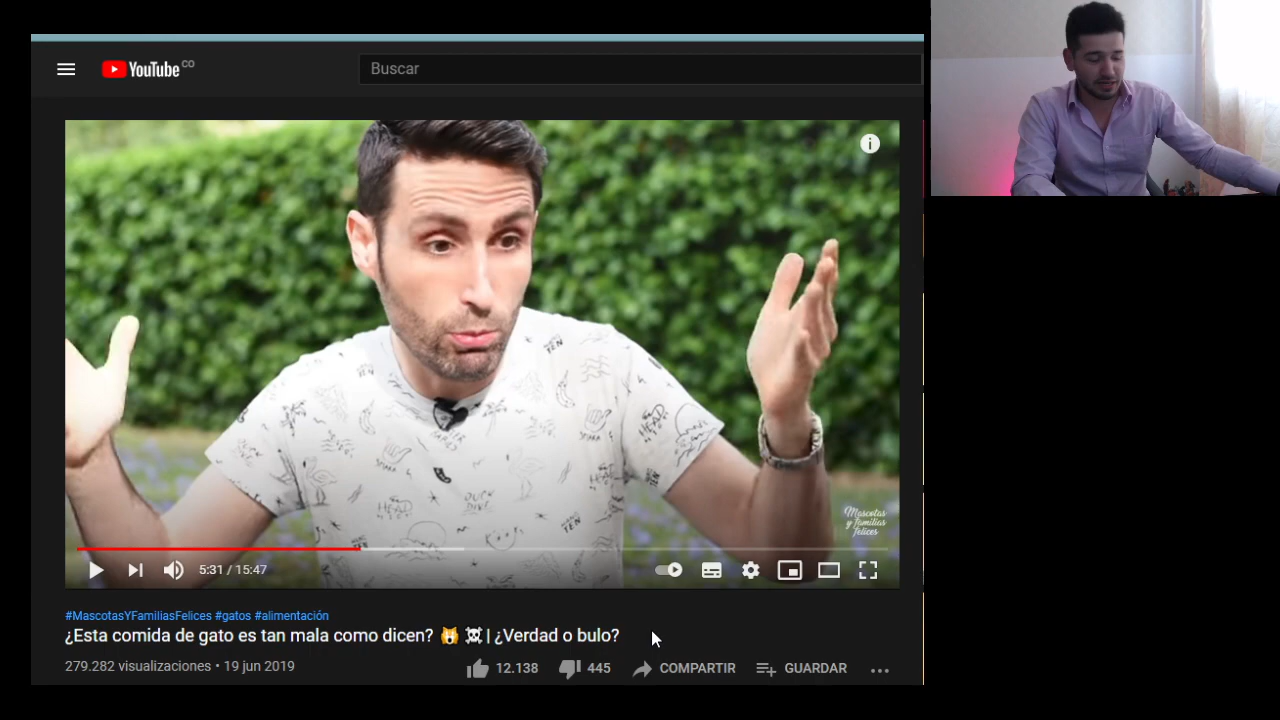 YouTube CO
Buscar
Mascotas
y familias
felices
5:31 / 15:47
#MascotasYFamiliasFelices #gatos #alimentación
¿Esta comida de gato es tan mala como dicen? 🙀 ☠ | ¿Verdad o bulo?
279.282 visualizaciones • 19 jun 2019
12.138
445
COMPARTIR
GUARDAR